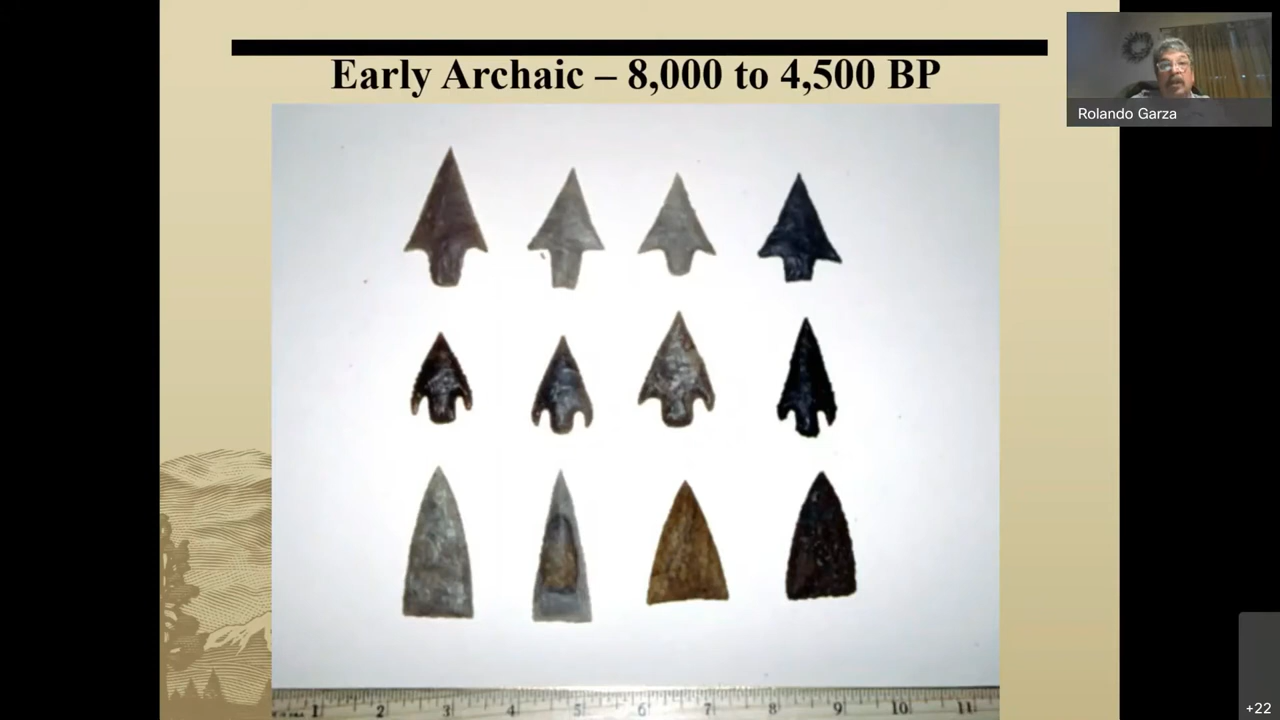 Early Archaic – 8,000 to 4,500 BP
Rolando Garza
1 2 3 4 5 6 7 8 9 10 11
+22